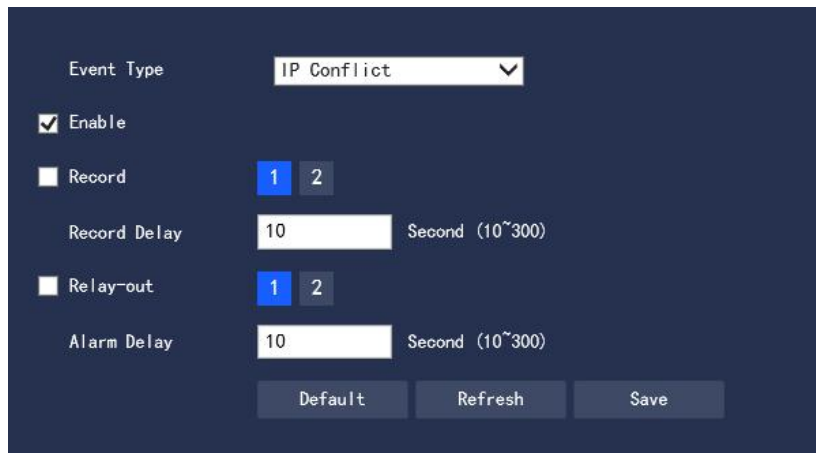 Event Type IP Conflict
Enable
Record 1 2
Record Delay 10 Second (10~300)
Relay-out 1 2
Alarm Delay 10 Second (10~300)
Default Refresh Save